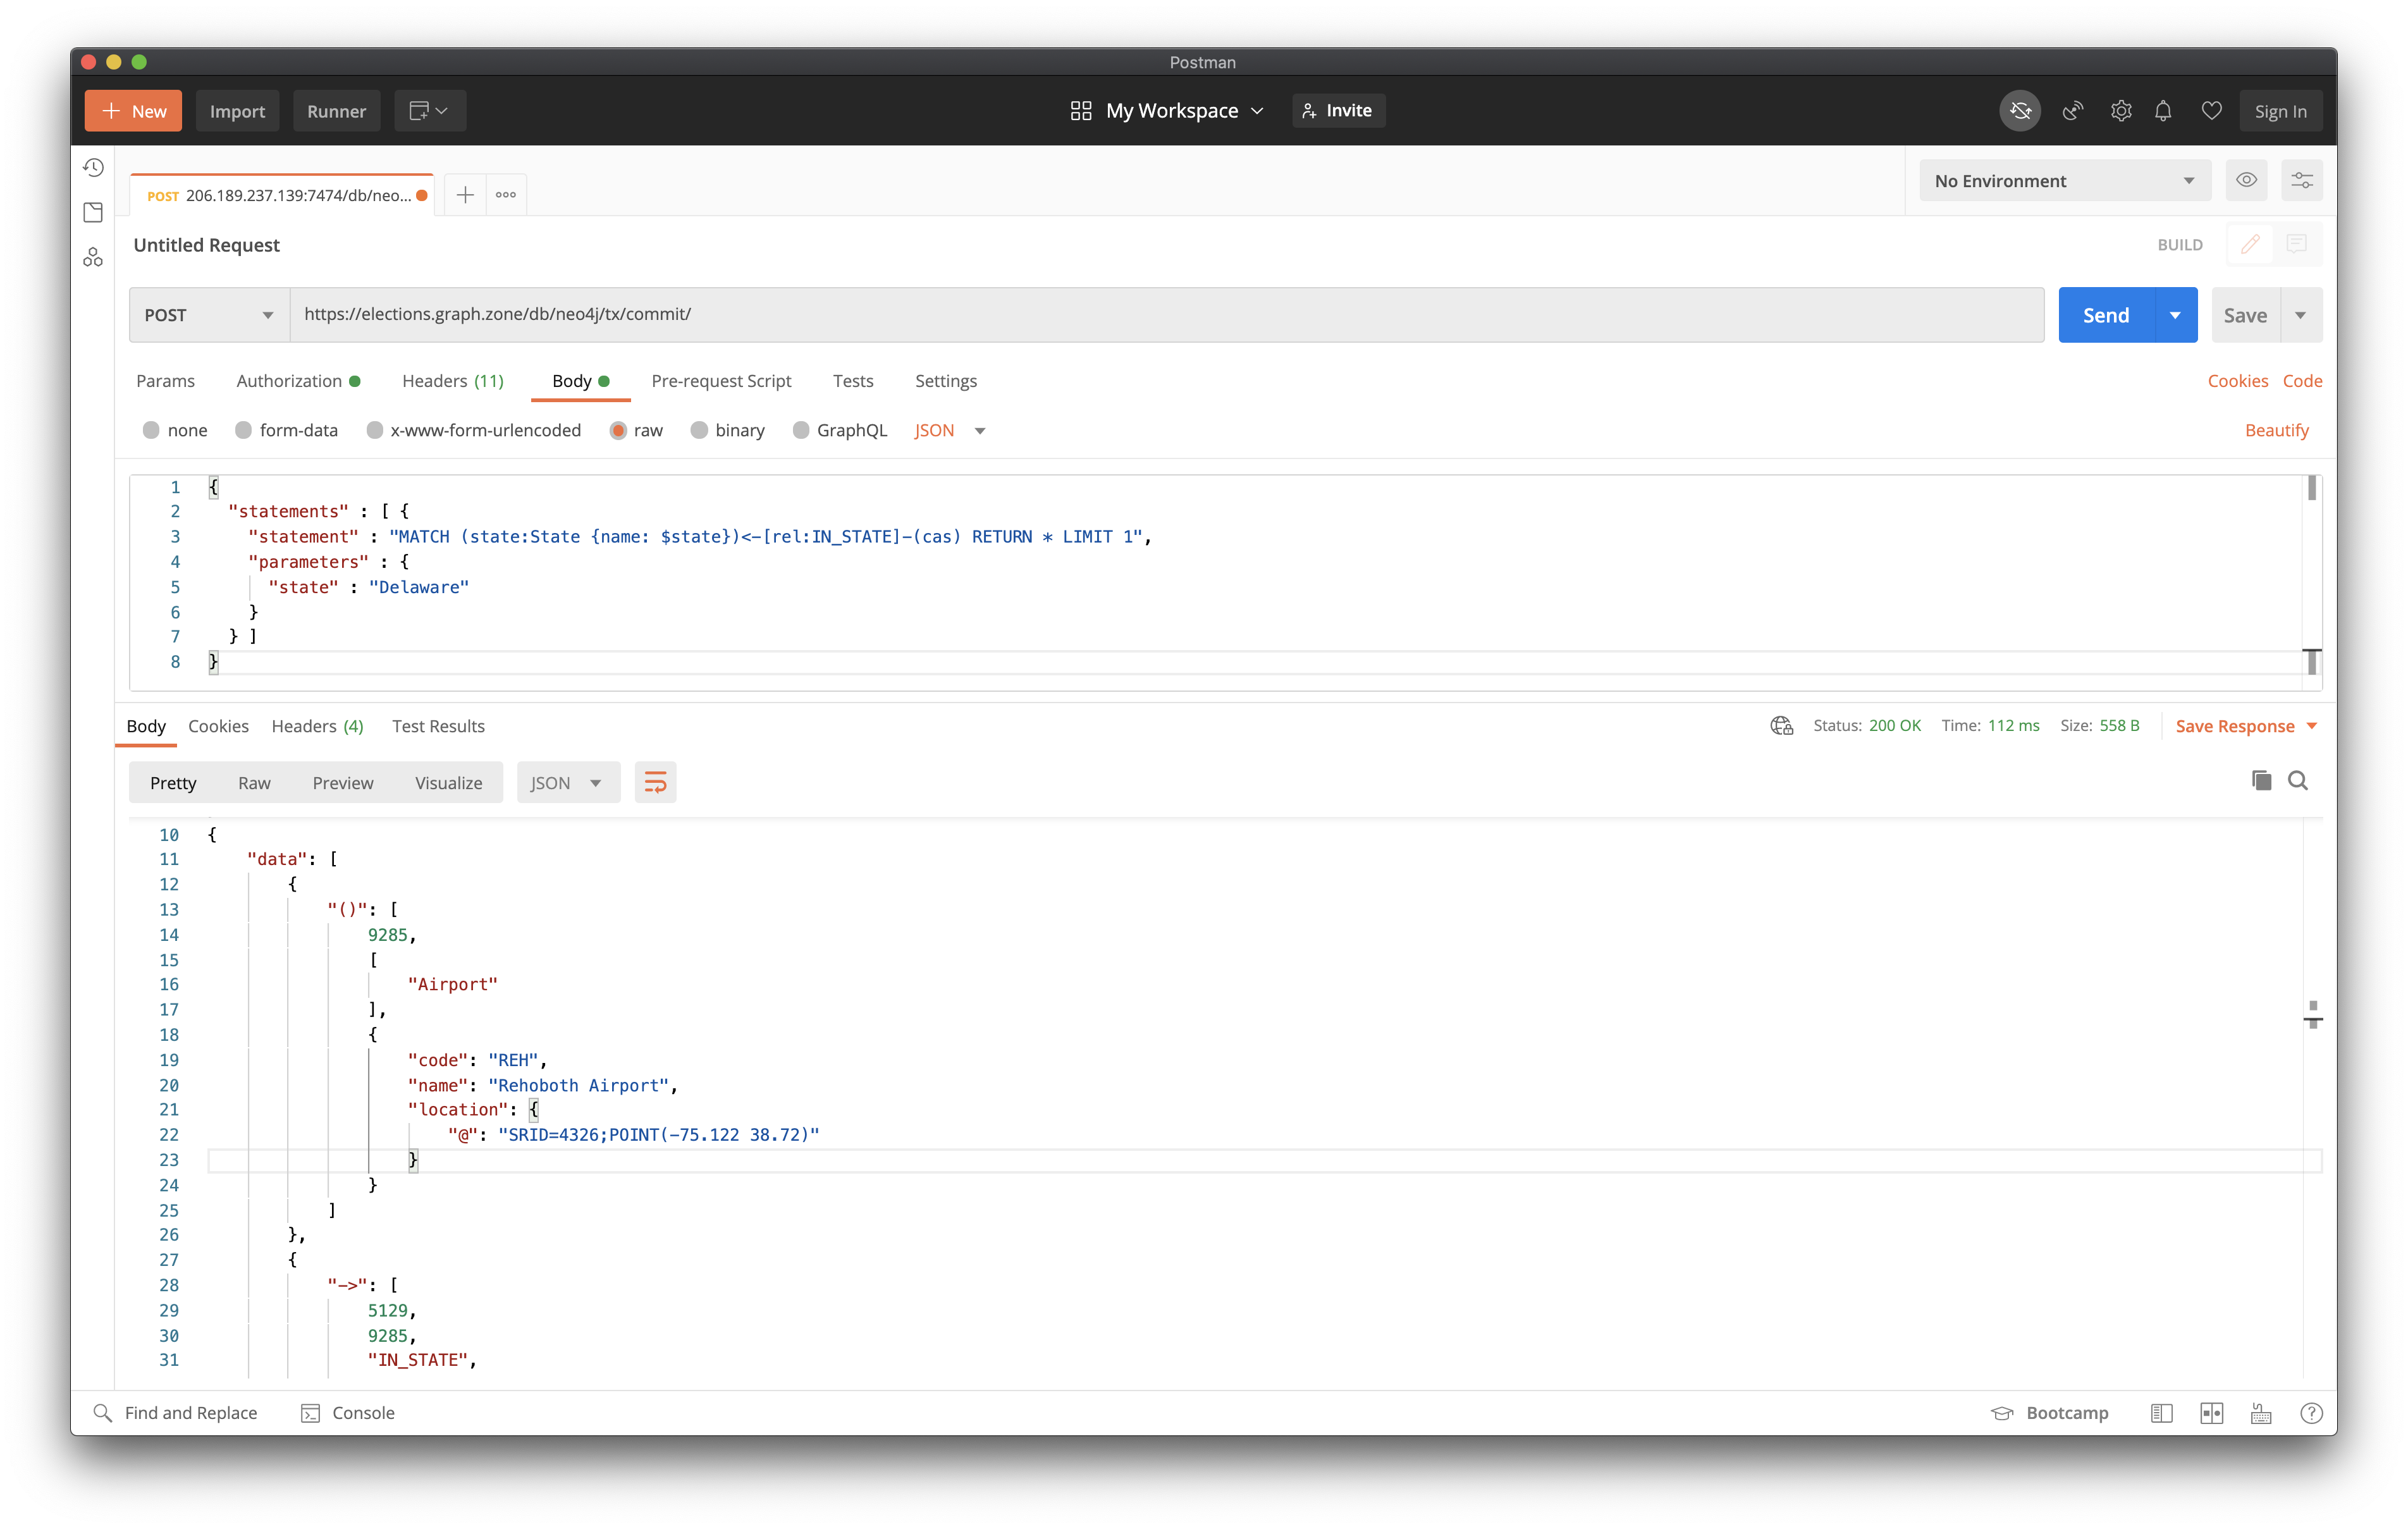 Postman
New Import Runner My Workspace Invite Sign In
POST 206.189.237.139:7474/db/neo... No Environment
Untitled Request BUILD
POST https://elections.graph.zone/db/neo4j/tx/commit/ Send Save
Params Authorization Headers (11) Body Pre-request Script Tests Settings Cookies Code
none form-data x-www-form-urlencoded raw binary GraphQL JSON Beautify
1 {
2 "statements" : [ {
3 "statement" : "MATCH (state:State {name: $state})<-[rel:IN_STATE]-(cas) RETURN * LIMIT 1",
4 "parameters" : {
5 "state" : "Delaware"
6 }
7 } ]
8 }
Body Cookies Headers (4) Test Results Status: 200 OK Time: 112 ms Size: 558 B Save Response
Pretty Raw Preview Visualize JSON
10 {
11 "data": [
12 {
13 "()": [
14 9285,
15 [
16 "Airport"
17 ],
18 {
19 "code": "REH",
20 "name": "Rehoboth Airport",
21 "location": {
22 "@": "SRID=4326;POINT(-75.122 38.72)"
23 }
24 }
25 ]
26 },
27 {
28 "->": [
29 5129,
30 9285,
31 "IN_STATE",
Find and Replace Console Bootcamp